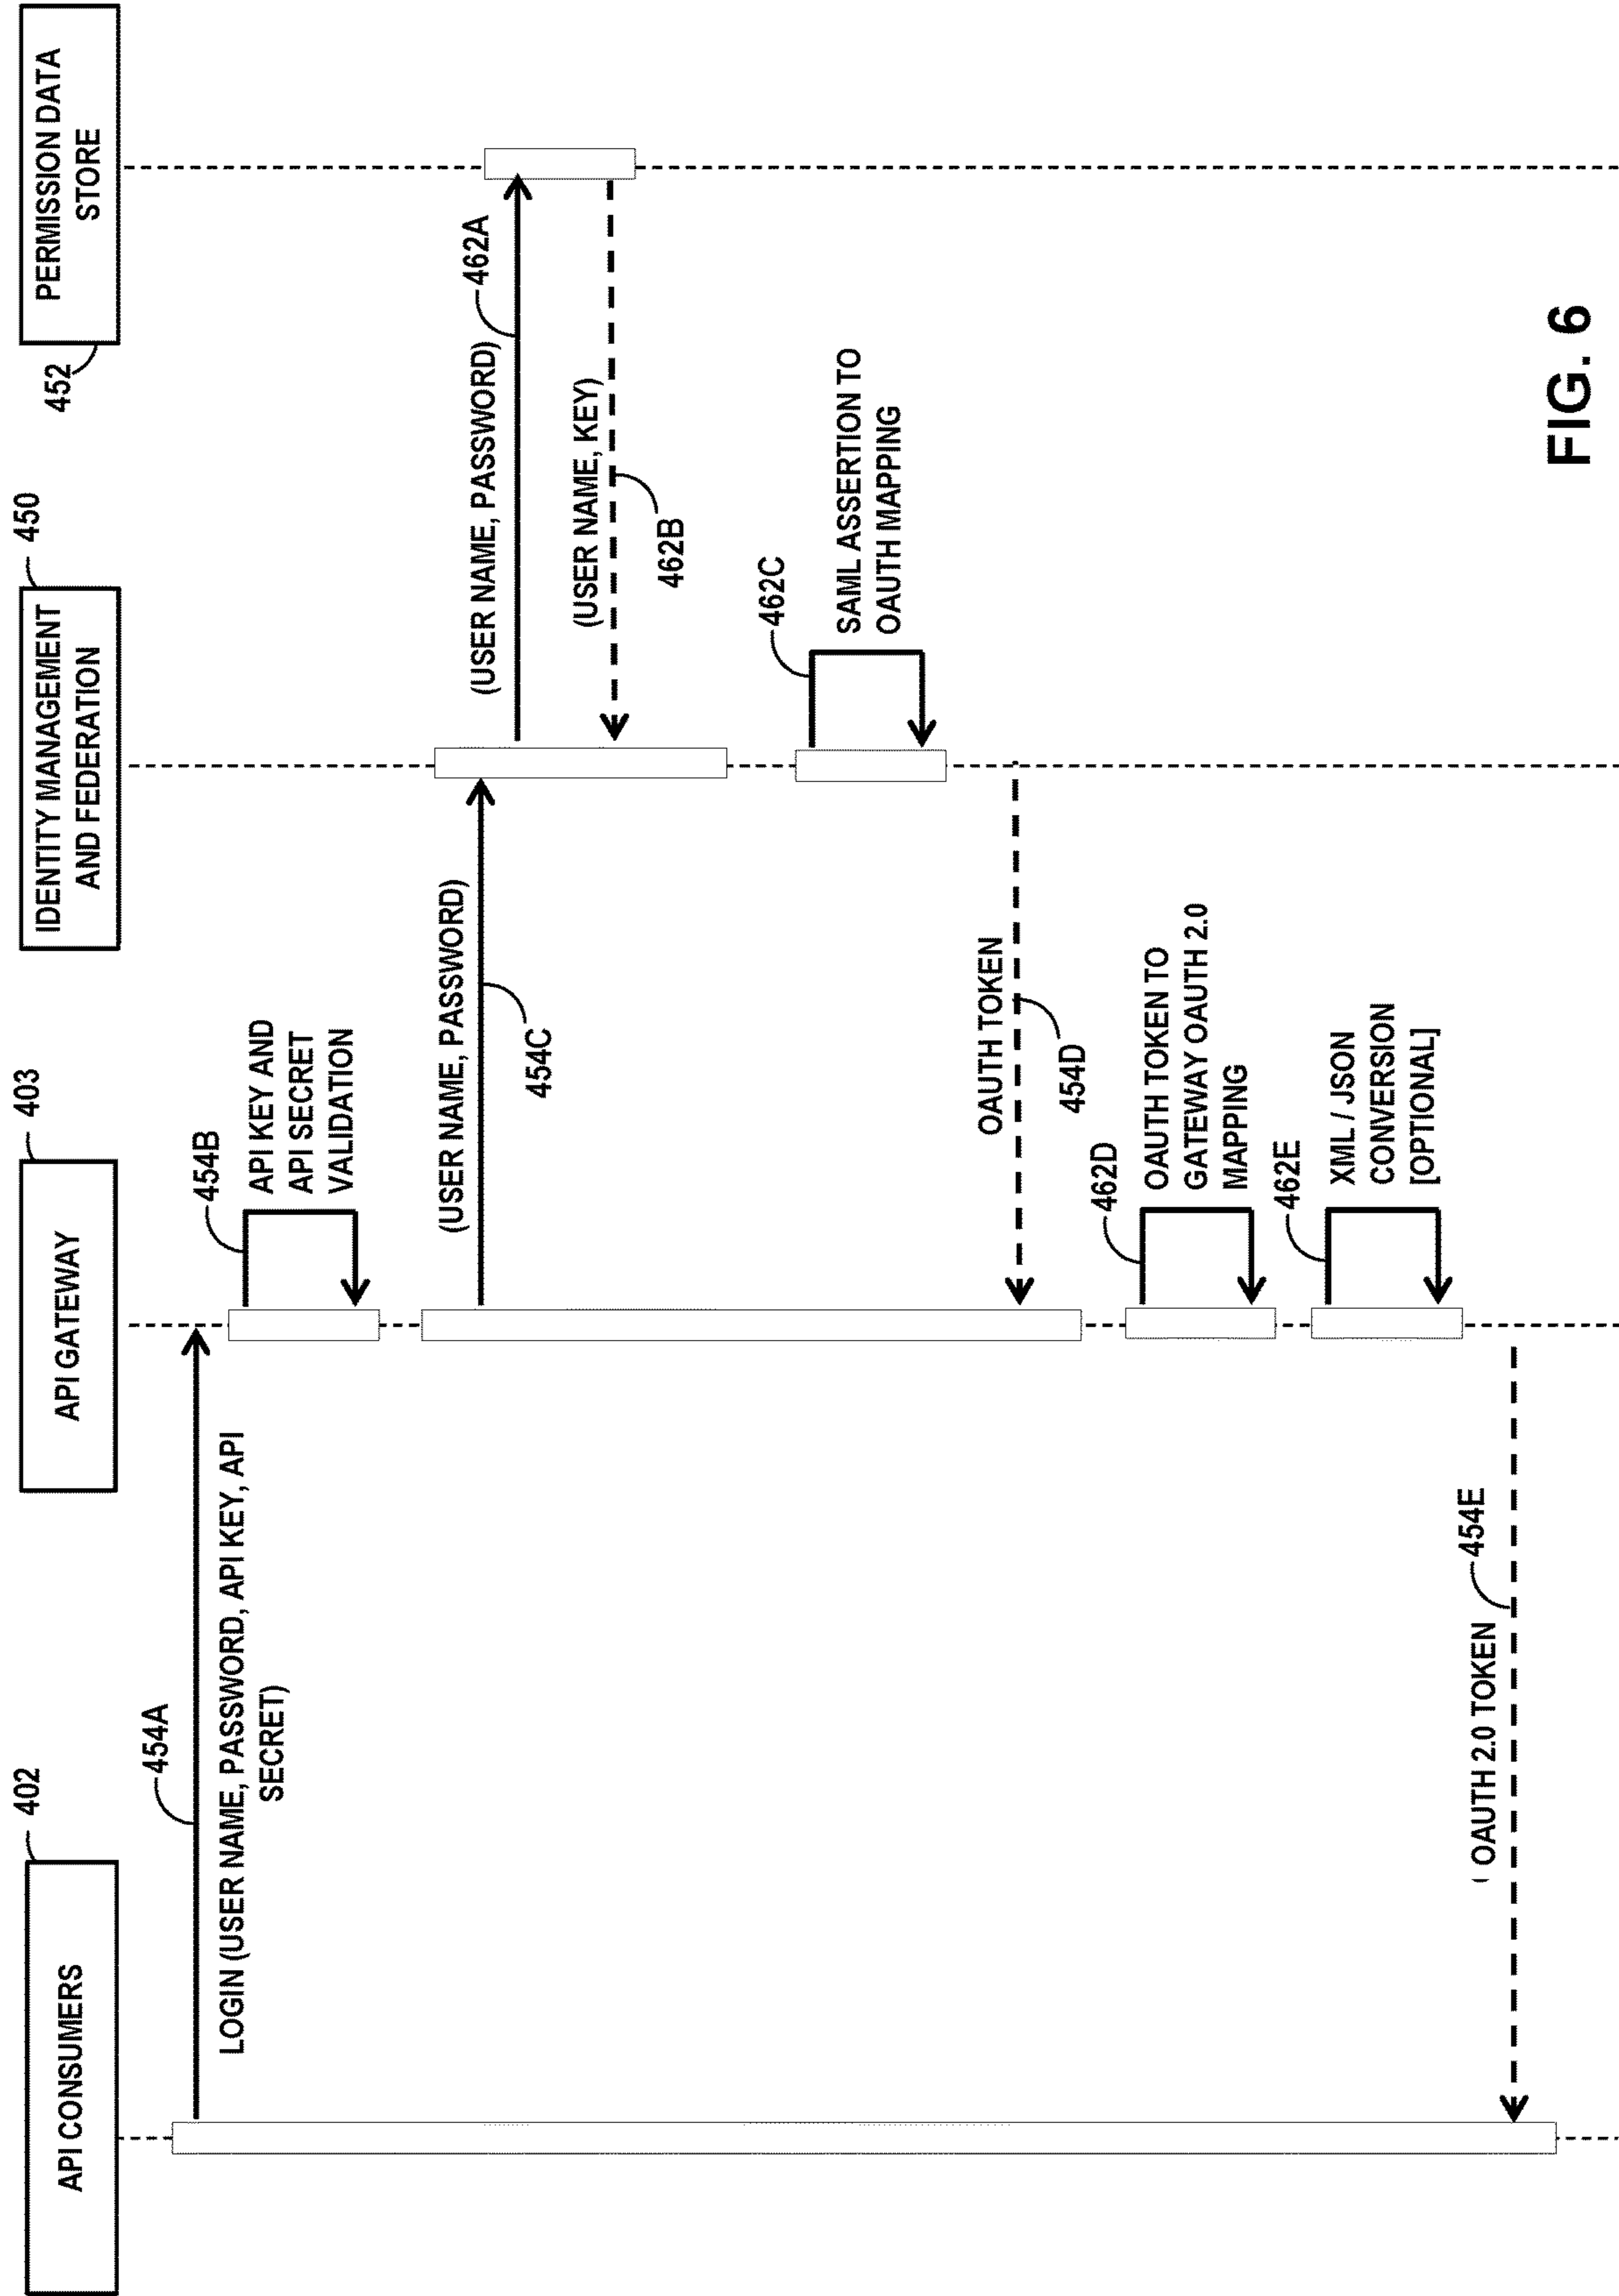 402
403
450
API CONSUMERS
API GATEWAY
IDENTITY MANAGEMENT
AND FEDERATION
PERMISSION DATA
STORE
452
454A
LOGIN (USER NAME, PASSWORD, API KEY, API
SECRET)
454B
API KEY AND
API SECRET
VALIDATION
(USER NAME, PASSWORD)
454C
(USER NAME, PASSWORD)
462A
(USER NAME, KEY)
462B
462C
SAML ASSERTION TO
OAUTH MAPPING
OAUTH TOKEN
454D
462D
OAUTH TOKEN TO
GATEWAY OAUTH 2.0
MAPPING
462E
XML / JSON
CONVERSION
[OPTIONAL]
( OAUTH 2.0 TOKEN
454E
FIG. 6